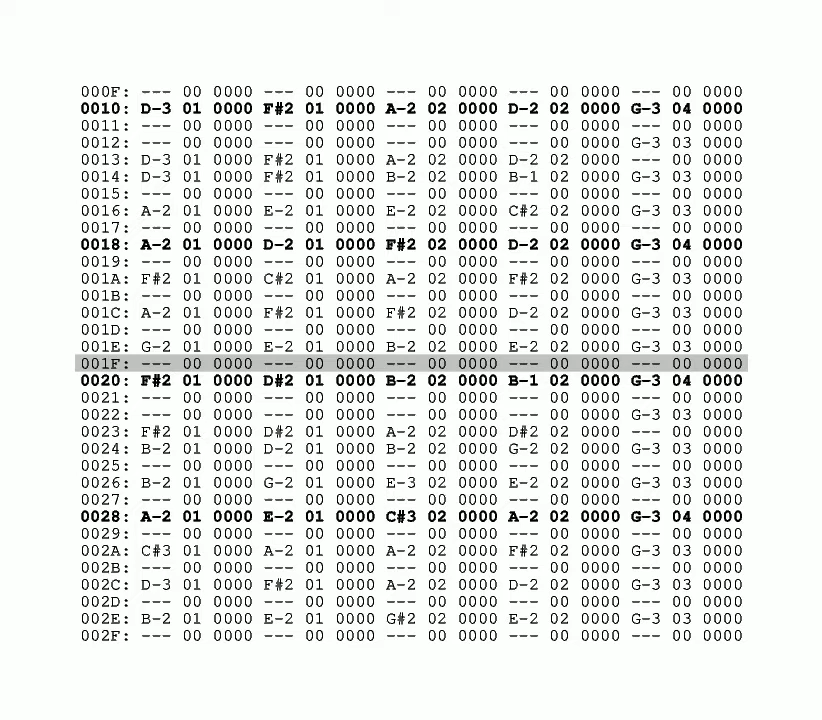 000F: --- 00 0000 --- 00 0000 --- 00 0000 --- 00 0000 --- 00 0000
0010: D-3 01 0000 F#2 01 0000 A-2 02 0000 D-2 02 0000 G-3 04 0000
0011: --- 00 0000 --- 00 0000 --- 00 0000 --- 00 0000 --- 00 0000
0012: --- 00 0000 --- 00 0000 --- 00 0000 --- 00 0000 G-3 03 0000
0013: D-3 01 0000 F#2 01 0000 A-2 02 0000 D-2 02 0000 --- 00 0000
0014: D-3 01 0000 F#2 01 0000 B-2 02 0000 B-1 02 0000 G-3 03 0000
0015: --- 00 0000 --- 00 0000 --- 00 0000 --- 00 0000 --- 00 0000
0016: A-2 01 0000 E-2 01 0000 E-2 02 0000 C#2 02 0000 G-3 03 0000
0017: --- 00 0000 --- 00 0000 --- 00 0000 --- 00 0000 --- 00 0000
0018: A-2 01 0000 D-2 01 0000 F#2 02 0000 D-2 02 0000 G-3 04 0000
0019: --- 00 0000 --- 00 0000 --- 00 0000 --- 00 0000 --- 00 0000
001A: F#2 01 0000 C#2 01 0000 A-2 02 0000 F#2 02 0000 G-3 03 0000
001B: --- 00 0000 --- 00 0000 --- 00 0000 --- 00 0000 --- 00 0000
001C: A-2 01 0000 F#2 01 0000 F#2 02 0000 D-2 02 0000 G-3 03 0000
001D: --- 00 0000 --- 00 0000 --- 00 0000 --- 00 0000 --- 00 0000
001E: G-2 01 0000 E-2 01 0000 B-2 02 0000 E-2 02 0000 G-3 03 0000
001F: --- 00 0000 --- 00 0000 --- 00 0000 --- 00 0000 --- 00 0000
0020: F#2 01 0000 D#2 01 0000 B-2 02 0000 B-1 02 0000 G-3 04 0000
0021: --- 00 0000 --- 00 0000 --- 00 0000 --- 00 0000 --- 00 0000
0022: --- 00 0000 --- 00 0000 --- 00 0000 --- 00 0000 G-3 03 0000
0023: F#2 01 0000 D#2 01 0000 A-2 02 0000 D#2 02 0000 --- 00 0000
0024: B-2 01 0000 D-2 01 0000 B-2 02 0000 G-2 02 0000 G-3 03 0000
0025: --- 00 0000 --- 00 0000 --- 00 0000 --- 00 0000 --- 00 0000
0026: B-2 01 0000 G-2 01 0000 E-3 02 0000 E-2 02 0000 G-3 03 0000
0027: --- 00 0000 --- 00 0000 --- 00 0000 --- 00 0000 --- 00 0000
0028: A-2 01 0000 E-2 01 0000 C#3 02 0000 A-2 02 0000 G-3 04 0000
0029: --- 00 0000 --- 00 0000 --- 00 0000 --- 00 0000 --- 00 0000
002A: C#3 01 0000 A-2 01 0000 A-2 02 0000 F#2 02 0000 G-3 03 0000
002B: --- 00 0000 --- 00 0000 --- 00 0000 --- 00 0000 --- 00 0000
002C: D-3 01 0000 F#2 01 0000 A-2 02 0000 D-2 02 0000 G-3 03 0000
002D: --- 00 0000 --- 00 0000 --- 00 0000 --- 00 0000 --- 00 0000
002E: B-2 01 0000 E-2 01 0000 G#2 02 0000 E-2 02 0000 G-3 03 0000
002F: --- 00 0000 --- 00 0000 --- 00 0000 --- 00 0000 --- 00 0000